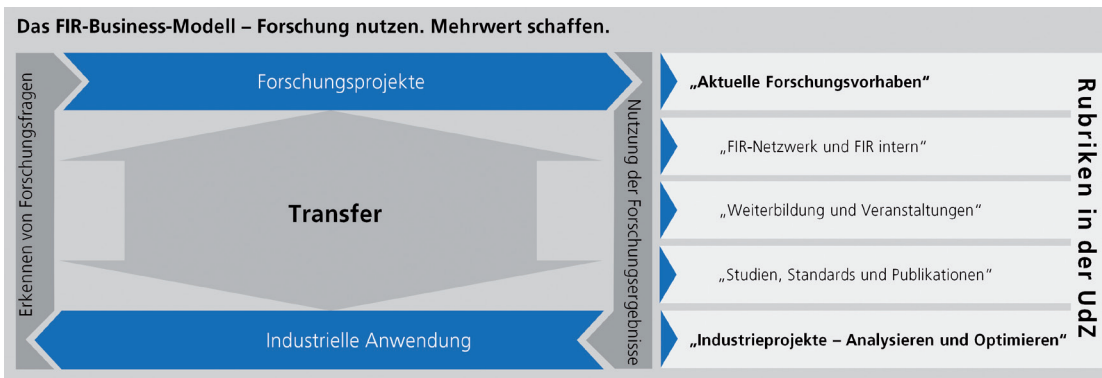 Das FIR-Business-Modell – Forschung nutzen. Mehrwert schaffen.
Erkennen von Forschungsfragen
Forschungsprojekte
Transfer
Industrielle Anwendung
Nutzung der Forschungsergebnisse
„Aktuelle Forschungsvorhaben“
„FIR-Netzwerk und FIR intern“
„Weiterbildung und Veranstaltungen“
„Studien, Standards und Publikationen“
„Industrieprojekte – Analysieren und Optimieren“
Rubriken in der UdZ